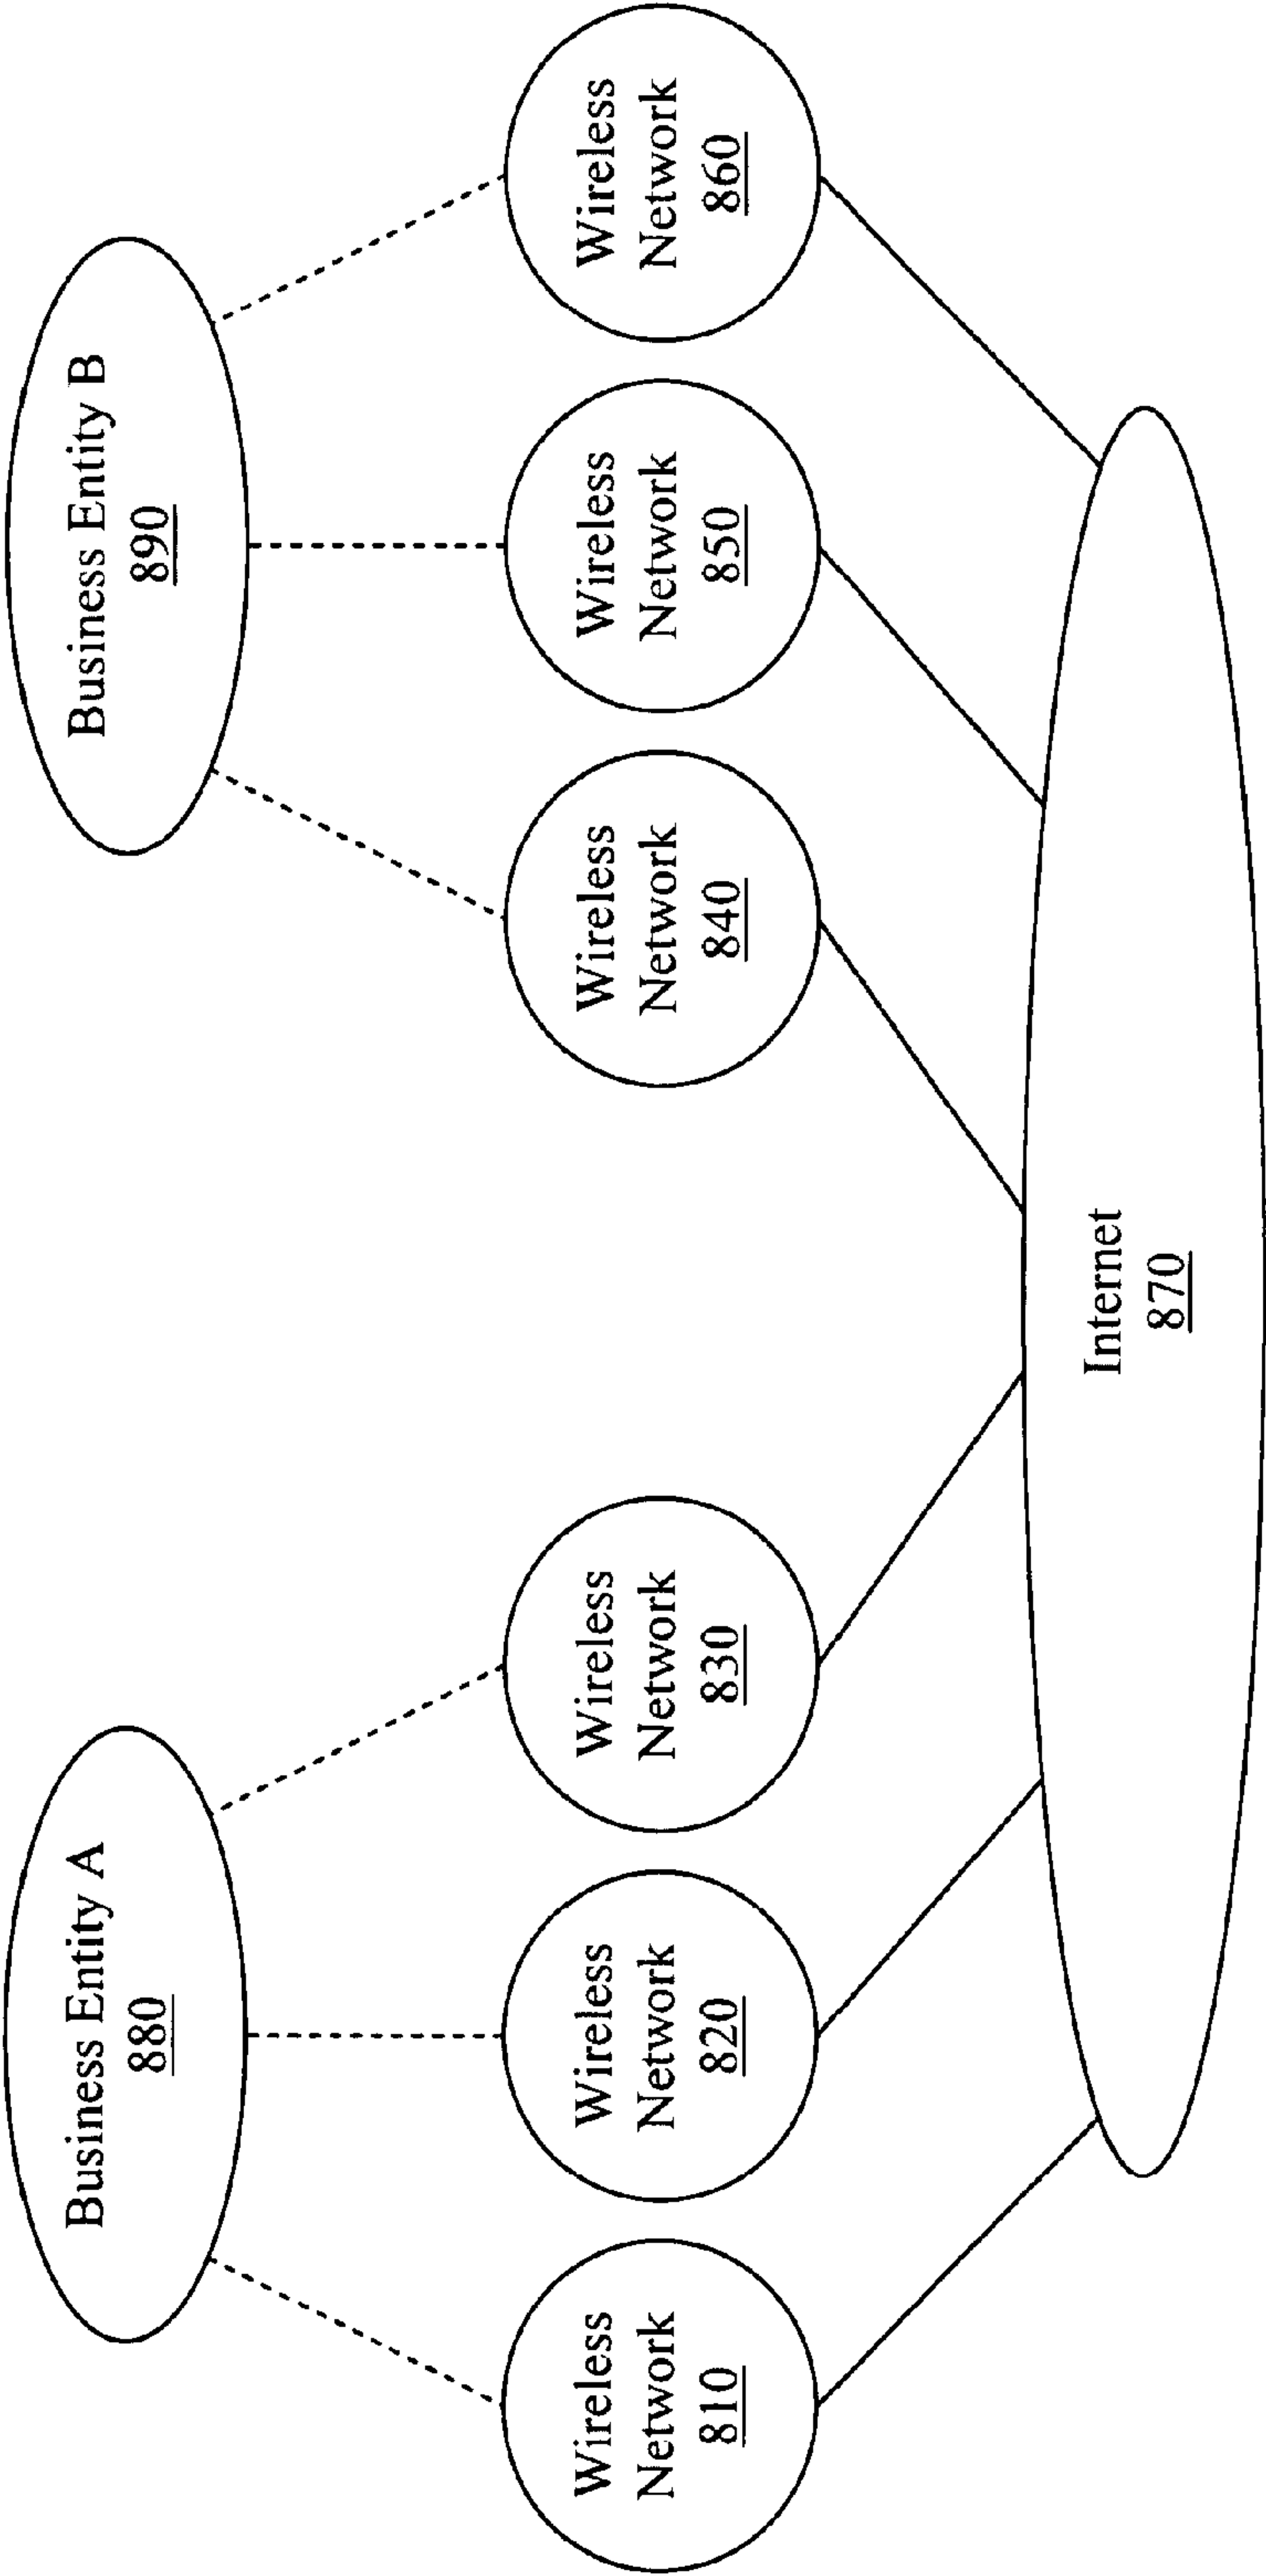 Business Entity A
880
Business Entity B
890
Wireless
Network
810
Wireless
Network
820
Wireless
Network
830
Wireless
Network
840
Wireless
Network
850
Wireless
Network
860
Internet
870